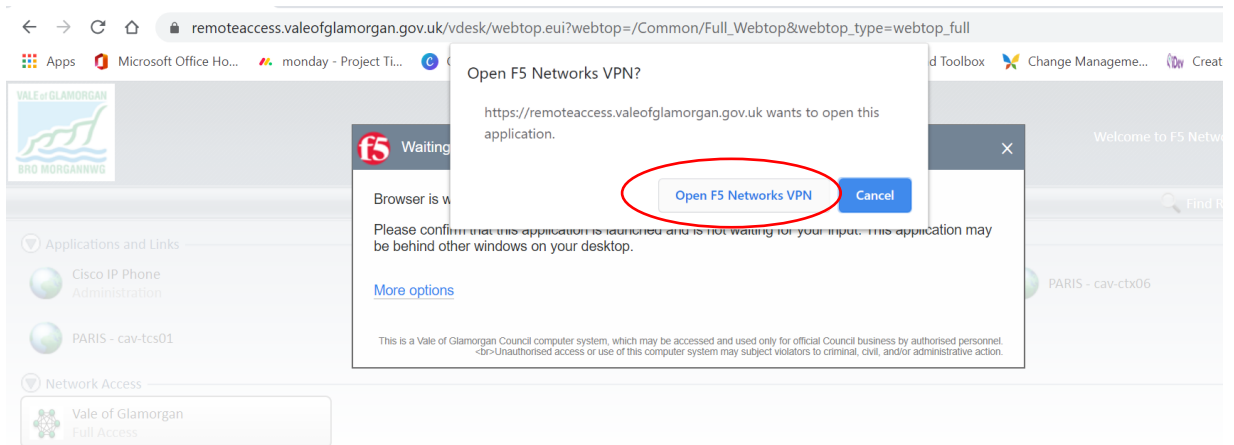 remoteaccess.valeofglamorgan.gov.uk/vdesk/webtop.eui?webtop=/Common/Full_Webtop&webtop_type=webtop_full
Apps Microsoft Office Ho... monday - Project Ti... d Toolbox Change Manageme... Creat
Open F5 Networks VPN?
https://remoteaccess.valeofglamorgan.gov.uk wants to open this
application.
Open F5 Networks VPN Cancel
VALE of GLAMORGAN
BRO MORGANNWG
f5 Waiting
Welcome to F5 Netw
Browser is w
Find R
Please confirm that this application is launched and is not waiting for your input. This application may
be behind other windows on your desktop.
More options
This is a Vale of Glamorgan Council computer system, which may be accessed and used only for official Council business by authorised personnel.
<br>Unauthorised access or use of this computer system may subject violators to criminal, civil, and/or administrative action.
Applications and Links
Cisco IP Phone
Administration
PARIS - cav-ctx06
PARIS - cav-tcs01
Network Access
Vale of Glamorgan
Full Access